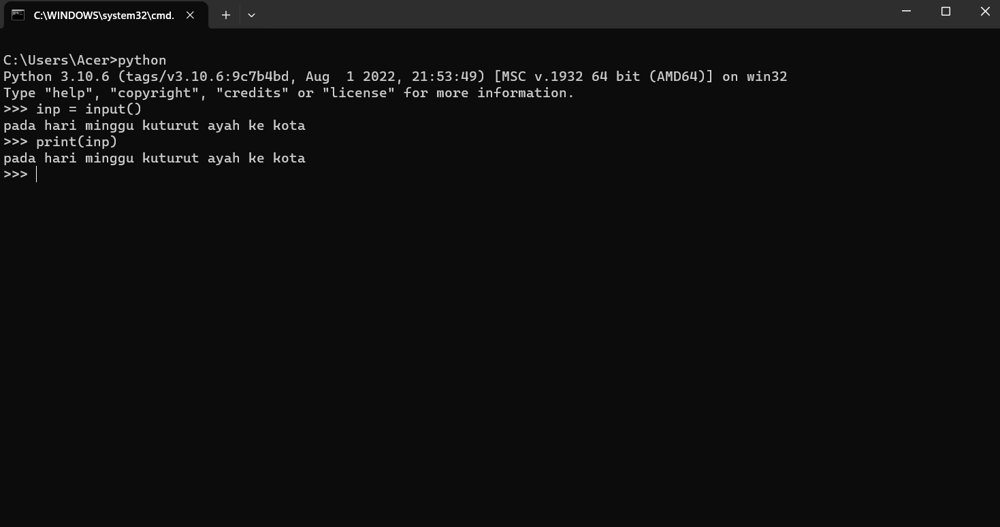 C:\WINDOWS\system32\cmd.
C:\Users\Acer>python
Python 3.10.6 (tags/v3.10.6:9c7b4bd, Aug  1 2022, 21:53:49) [MSC v.1932 64 bit (AMD64)] on win32
Type "help", "copyright", "credits" or "license" for more information.
>>> inp = input()
pada hari minggu kuturut ayah ke kota
>>> print(inp)
pada hari minggu kuturut ayah ke kota
>>>